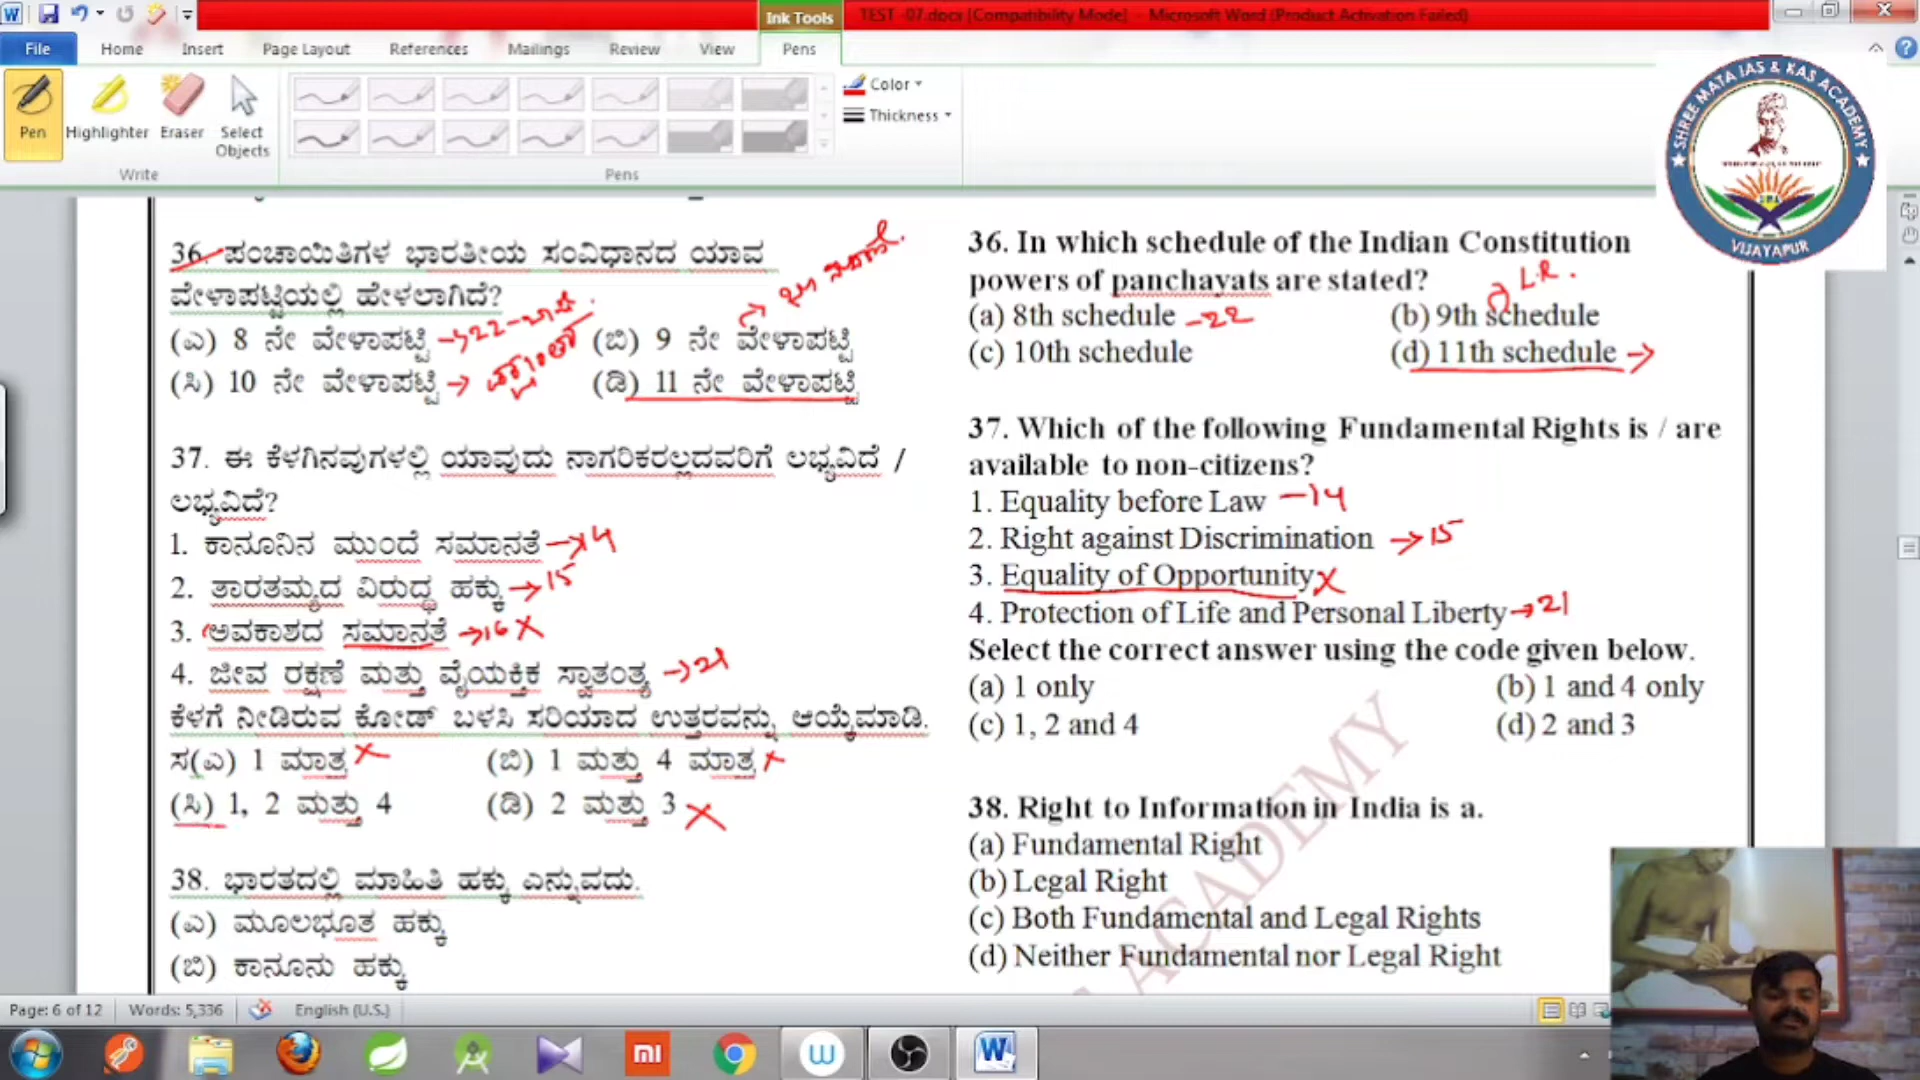 Ink Tools
TEST -07.docx [Compatibility Mode] - Microsoft Word (Product Activation Failed)
File Home Insert Page Layout References Mailings Review View Pens
Pen Highlighter Eraser Select Objects
Color
Thickness
Write
Pens
SHREE MATA IAS & KAS ACADEMY
VIJAYAPUR
36. ಪಂಚಾಯಿತಿಗಳ ಭಾರತೀಯ ಸಂವಿಧಾನದ ಯಾವ
ವೇಳಾಪಟ್ಟಿಯಲ್ಲಿ ಹೇಳಲಾಗಿದೆ?
(ಎ) 8 ನೇ ವೇಳಾಪಟ್ಟಿ →22 (ಬಿ) 9 ನೇ ವೇಳಾಪಟ್ಟಿ
(ಸಿ) 10 ನೇ ವೇಳಾಪಟ್ಟಿ → (ಡಿ) 11 ನೇ ವೇಳಾಪಟ್ಟಿ
37. ಈ ಕೆಳಗಿನವುಗಳಲ್ಲಿ ಯಾವುದು ನಾಗರಿಕರಲ್ಲದವರಿಗೆ ಲಭ್ಯವಿದೆ /
ಲಭ್ಯವಿದೆ?
1. ಕಾನೂನಿನ ಮುಂದೆ ಸಮಾನತೆ →14
2. ತಾರತಮ್ಯದ ವಿರುದ್ಧ ಹಕ್ಕು →15
3. ಅವಕಾಶದ ಸಮಾನತೆ →16 X
4. ಜೀವ ರಕ್ಷಣೆ ಮತ್ತು ವೈಯಕ್ತಿಕ ಸ್ವಾತಂತ್ರ್ಯ →21
ಕೆಳಗೆ ನೀಡಿರುವ ಕೋಡ್ ಬಳಸಿ ಸರಿಯಾದ ಉತ್ತರವನ್ನು ಆಯ್ಕೆಮಾಡಿ.
ಸ(ಎ) 1 ಮಾತ್ರ X (ಬಿ) 1 ಮತ್ತು 4 ಮಾತ್ರ X
(ಸಿ) 1, 2 ಮತ್ತು 4 (ಡಿ) 2 ಮತ್ತು 3 X
38. ಭಾರತದಲ್ಲಿ ಮಾಹಿತಿ ಹಕ್ಕು ಎನ್ನುವದು.
(ಎ) ಮೂಲಭೂತ ಹಕ್ಕು
(ಬಿ) ಕಾನೂನು ಹಕ್ಕು
36. In which schedule of the Indian Constitution
powers of panchayats are stated? L.R.
(a) 8th schedule -22 (b) 9th schedule
(c) 10th schedule (d) 11th schedule →
37. Which of the following Fundamental Rights is / are
available to non-citizens?
1. Equality before Law -14
2. Right against Discrimination →15
3. Equality of Opportunity X
4. Protection of Life and Personal Liberty →21
Select the correct answer using the code given below.
(a) 1 only (b) 1 and 4 only
(c) 1, 2 and 4 (d) 2 and 3
38. Right to Information in India is a.
(a) Fundamental Right
(b) Legal Right
(c) Both Fundamental and Legal Rights
(d) Neither Fundamental nor Legal Right
ACADEMY
ACADEMY
Page: 6 of 12 Words: 5,336 English (U.S.)